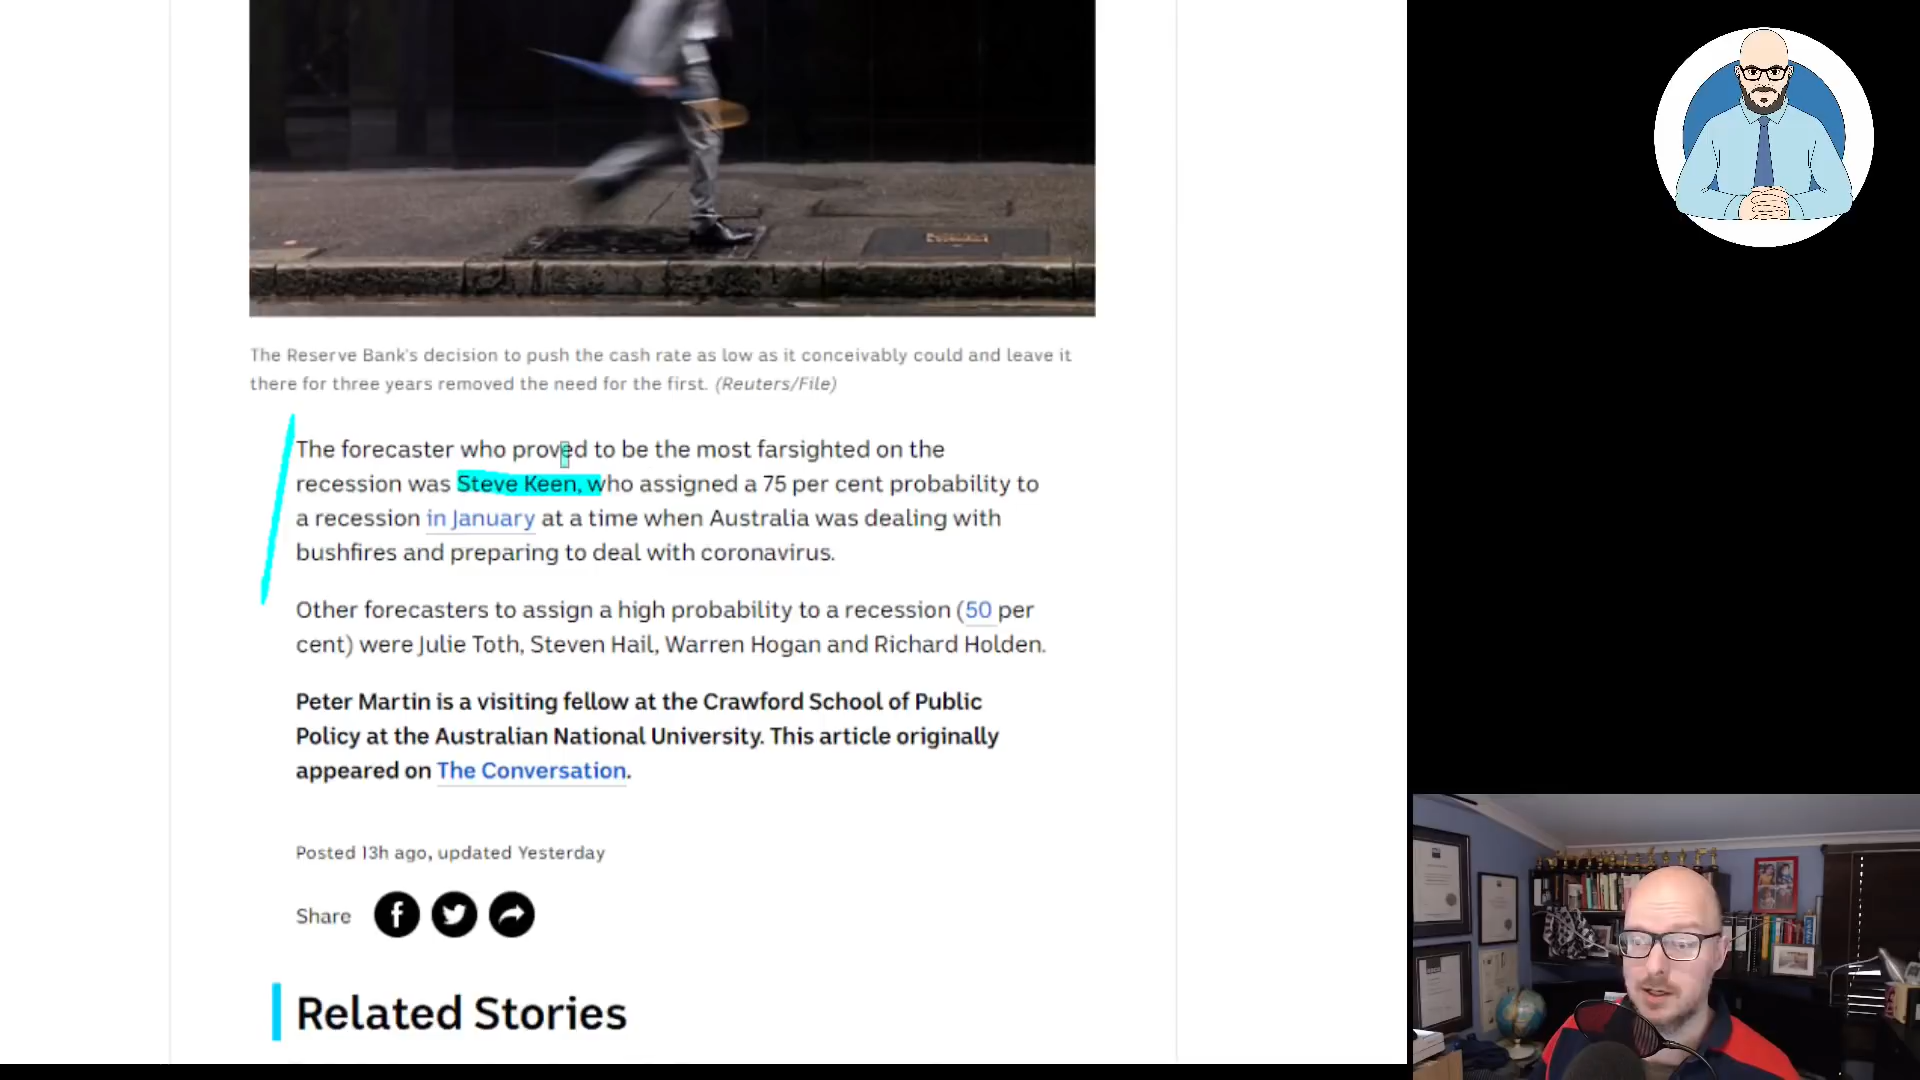 The Reserve Bank's decision to push the cash rate as low as it conceivably could and leave it
there for three years removed the need for the first. (Reuters/File)
The forecaster who proved to be the most farsighted on the
recession was Steve Keen, who assigned a 75 per cent probability to
a recession in January at a time when Australia was dealing with
bushfires and preparing to deal with coronavirus.
Other forecasters to assign a high probability to a recession (50 per
cent) were Julie Toth, Steven Hail, Warren Hogan and Richard Holden.
Peter Martin is a visiting fellow at the Crawford School of Public
Policy at the Australian National University. This article originally
appeared on The Conversation.
Posted 13h ago, updated Yesterday
Share
Related Stories